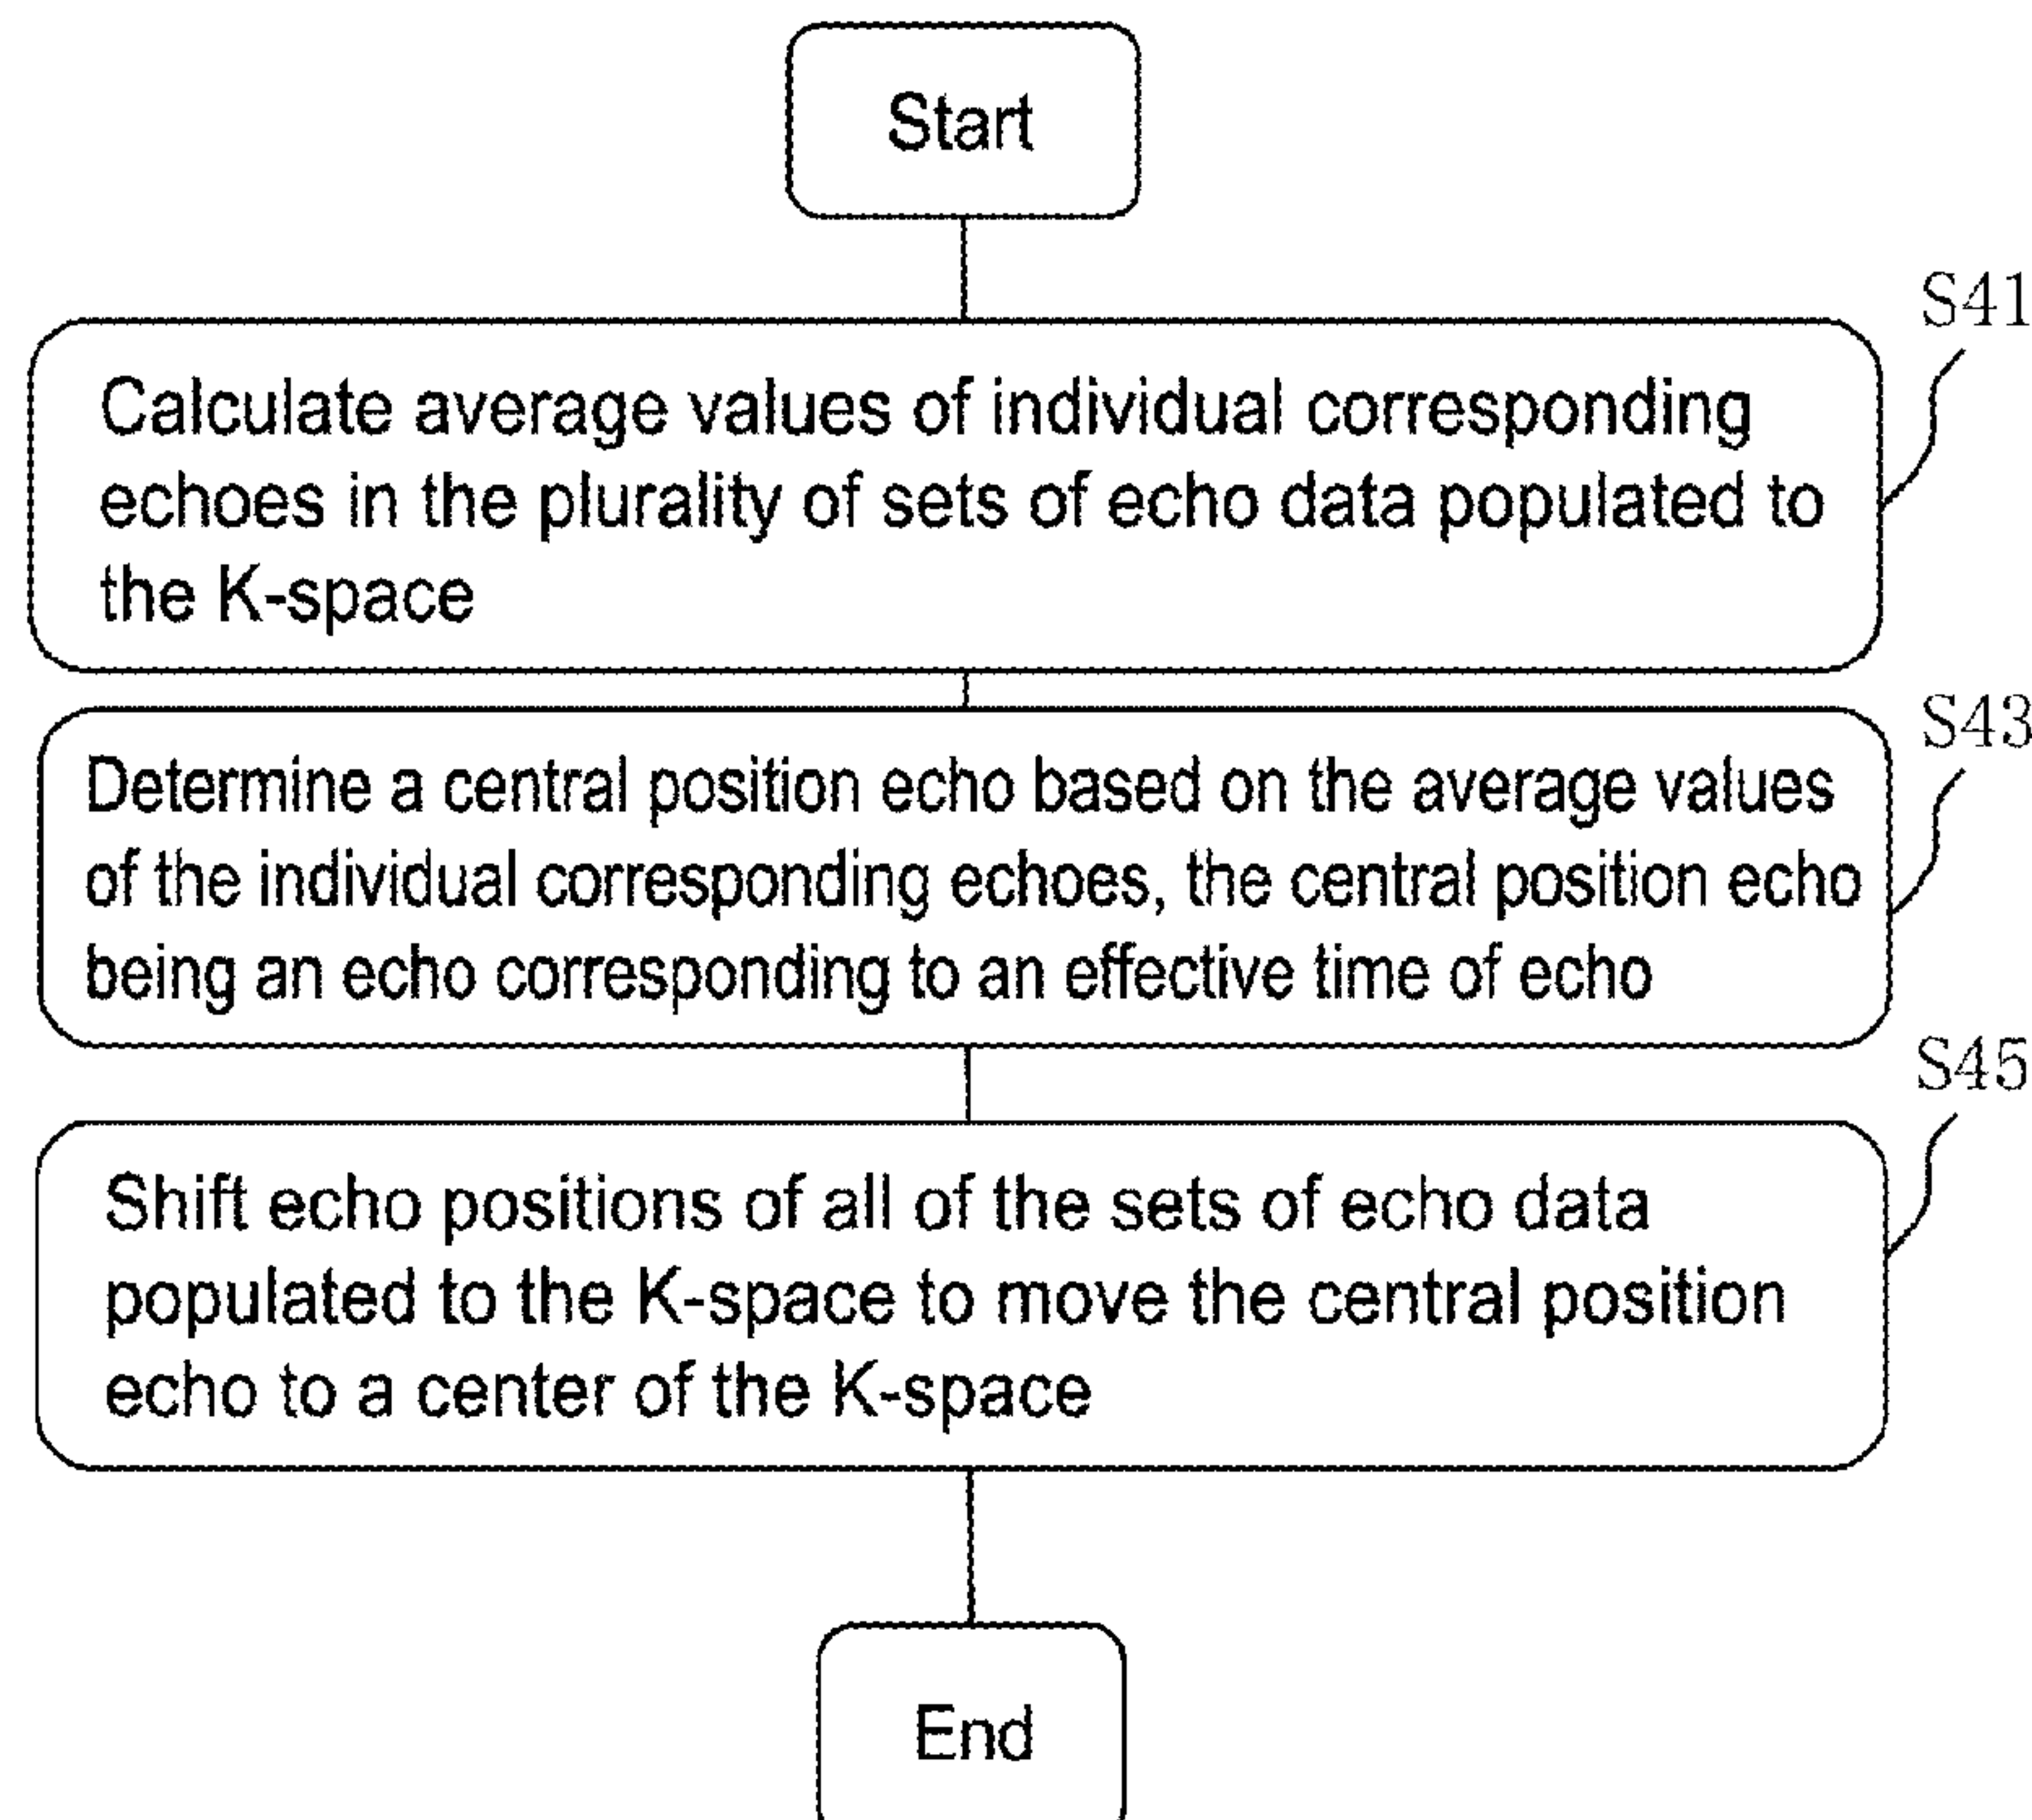 Start
S41
Calculate average values of individual corresponding
echoes in the plurality of sets of echo data populated to
the K-space
S43
Determine a central position echo based on the average values
of the individual corresponding echoes, the central position echo
being an echo corresponding to an effective time of echo
S45
Shift echo positions of all of the sets of echo data
populated to the K-space to move the central position
echo to a center of the K-space
End